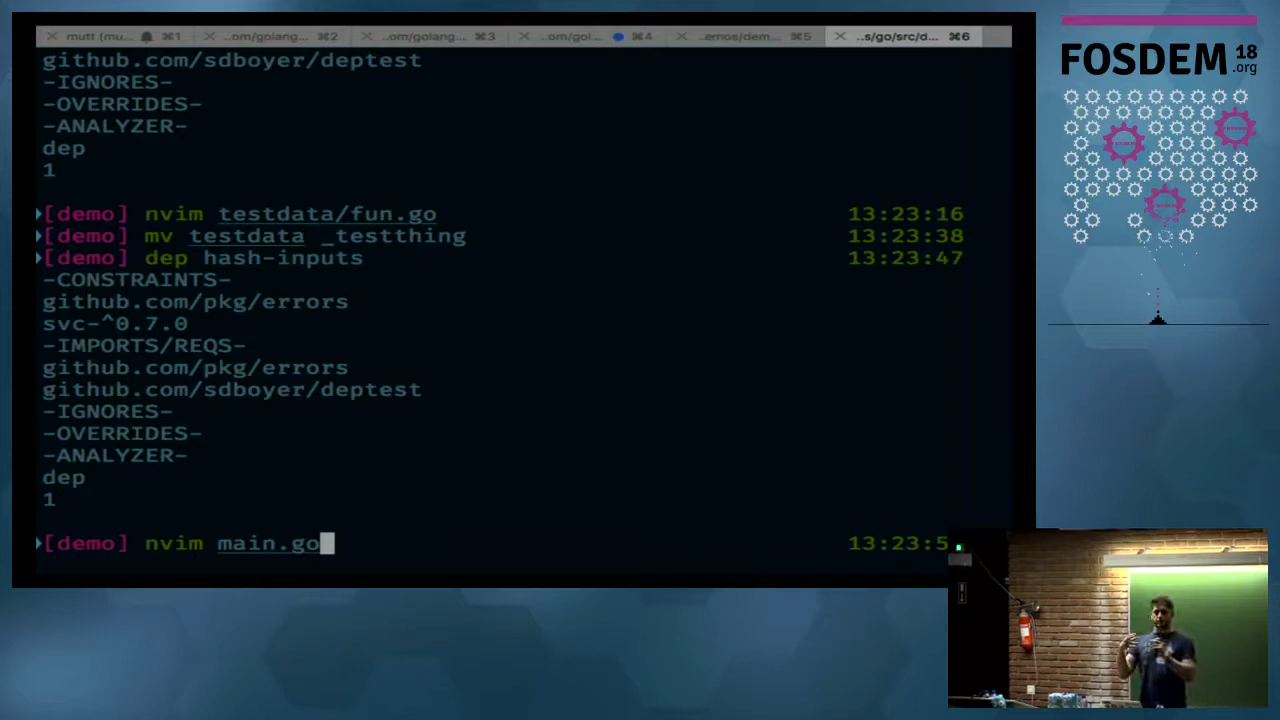 mutt (mu... ⌘1 ...om/golang... ⌘2 ...om/golang... ⌘3 ...om/gol... ⌘4 ...emos/dem... ⌘5 ...s/go/src/d... ⌘6
github.com/sdboyer/deptest
-IGNORES-
-OVERRIDES-
-ANALYZER-
dep
1
[demo] nvim testdata/fun.go 13:23:16
[demo] mv testdata _testthing 13:23:38
[demo] dep hash-inputs 13:23:47
-CONSTRAINTS-
github.com/pkg/errors
svc-^0.7.0
-IMPORTS/REQS-
github.com/pkg/errors
github.com/sdboyer/deptest
-IGNORES-
-OVERRIDES-
-ANALYZER-
dep
1
[demo] nvim main.go 13:23:5
FOSDEM 18
.org